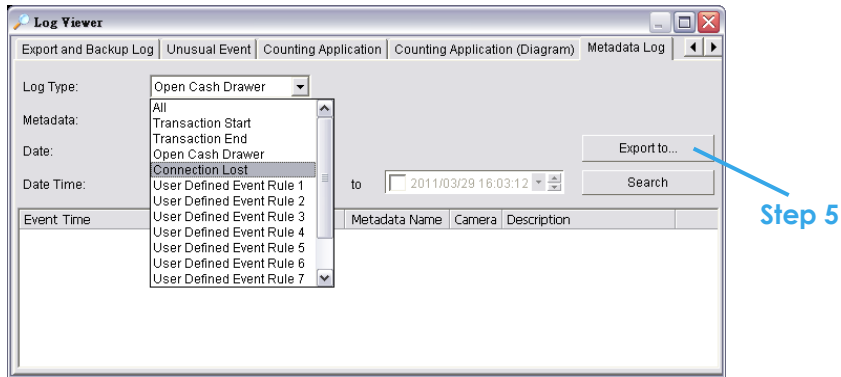 Log Viewer
Export and Backup Log Unusual Event Counting Application Counting Application (Diagram) Metadata Log
Log Type: Open Cash Drawer
All
Metadata: Transaction Start
Transaction End
Date: Open Cash Drawer Export to...
Connection Lost
Date Time: User Defined Event Rule 1 to 2011/03/29 16:03:12 Search
User Defined Event Rule 2
Event Time User Defined Event Rule 3 Metadata Name Camera Description
User Defined Event Rule 4
User Defined Event Rule 5
User Defined Event Rule 6
User Defined Event Rule 7
Step 5